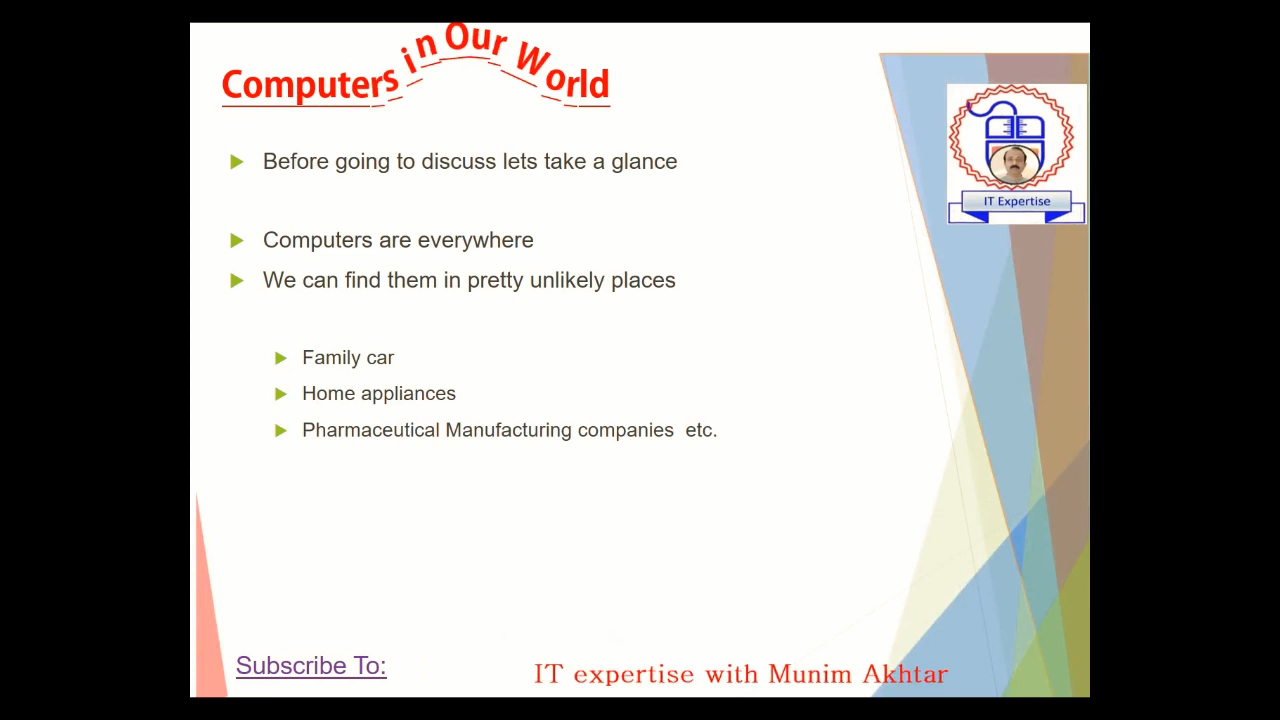 Computers in Our World
Before going to discuss lets take a glance
IT Expertise
Computers are everywhere
We can find them in pretty unlikely places
Family car
Home appliances
Pharmaceutical Manufacturing companies  etc.
Subscribe To:
IT expertise with Munim Akhtar